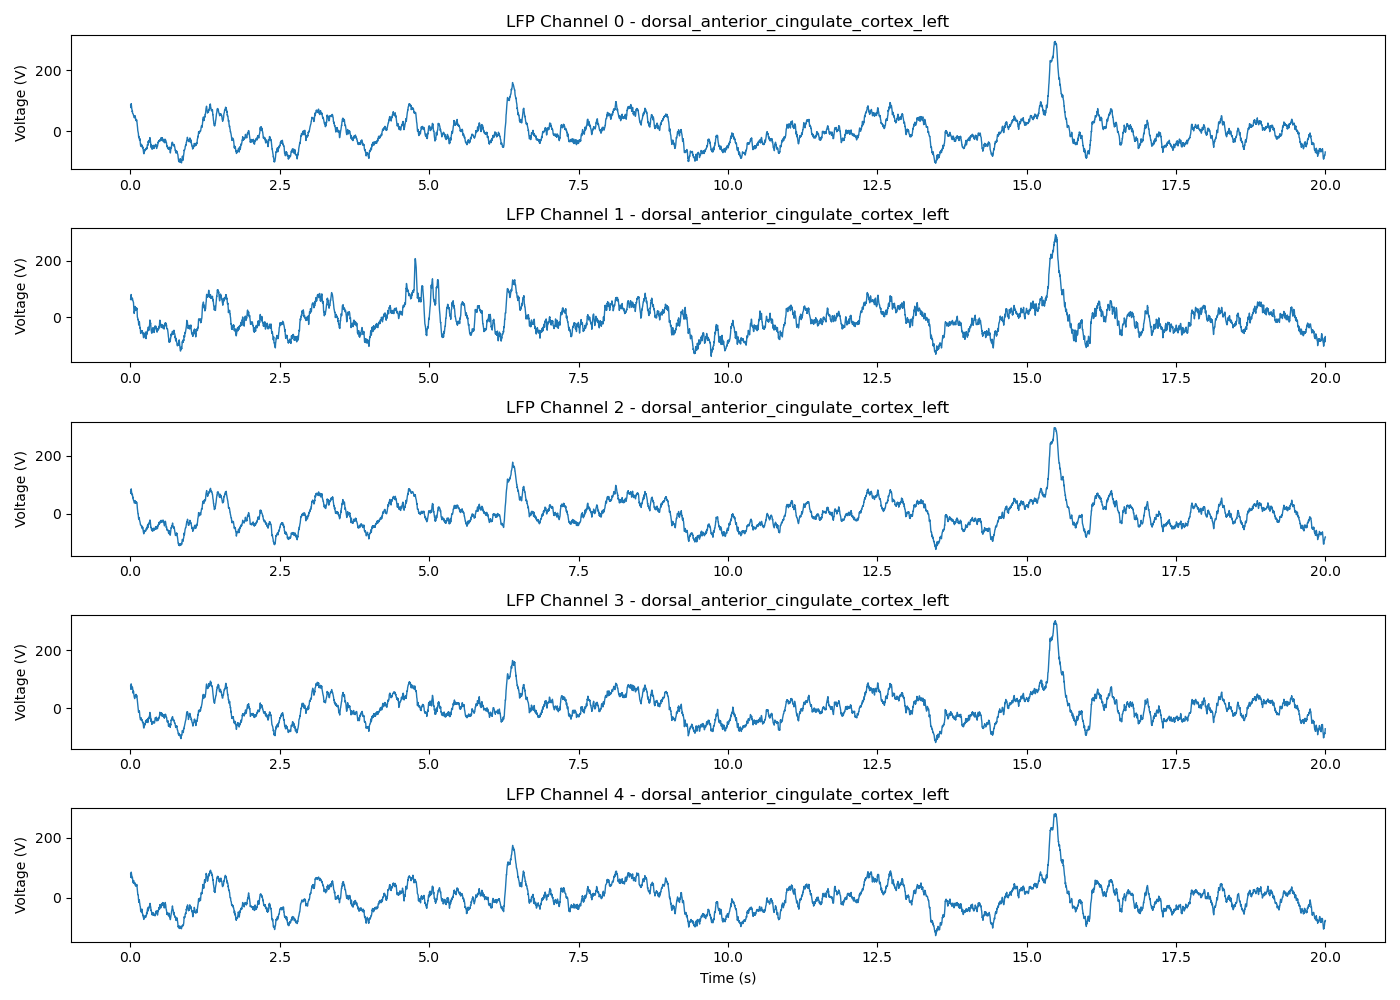 LFP Channel 0 - dorsal_anterior_cingulate_cortex_left
Voltage (V)
200
0
0.0 2.5 5.0 7.5 10.0 12.5 15.0 17.5 20.0
LFP Channel 1 - dorsal_anterior_cingulate_cortex_left
Voltage (V)
200
0
0.0 2.5 5.0 7.5 10.0 12.5 15.0 17.5 20.0
LFP Channel 2 - dorsal_anterior_cingulate_cortex_left
Voltage (V)
200
0
0.0 2.5 5.0 7.5 10.0 12.5 15.0 17.5 20.0
LFP Channel 3 - dorsal_anterior_cingulate_cortex_left
Voltage (V)
200
0
0.0 2.5 5.0 7.5 10.0 12.5 15.0 17.5 20.0
LFP Channel 4 - dorsal_anterior_cingulate_cortex_left
Voltage (V)
200
0
0.0 2.5 5.0 7.5 10.0 12.5 15.0 17.5 20.0
Time (s)